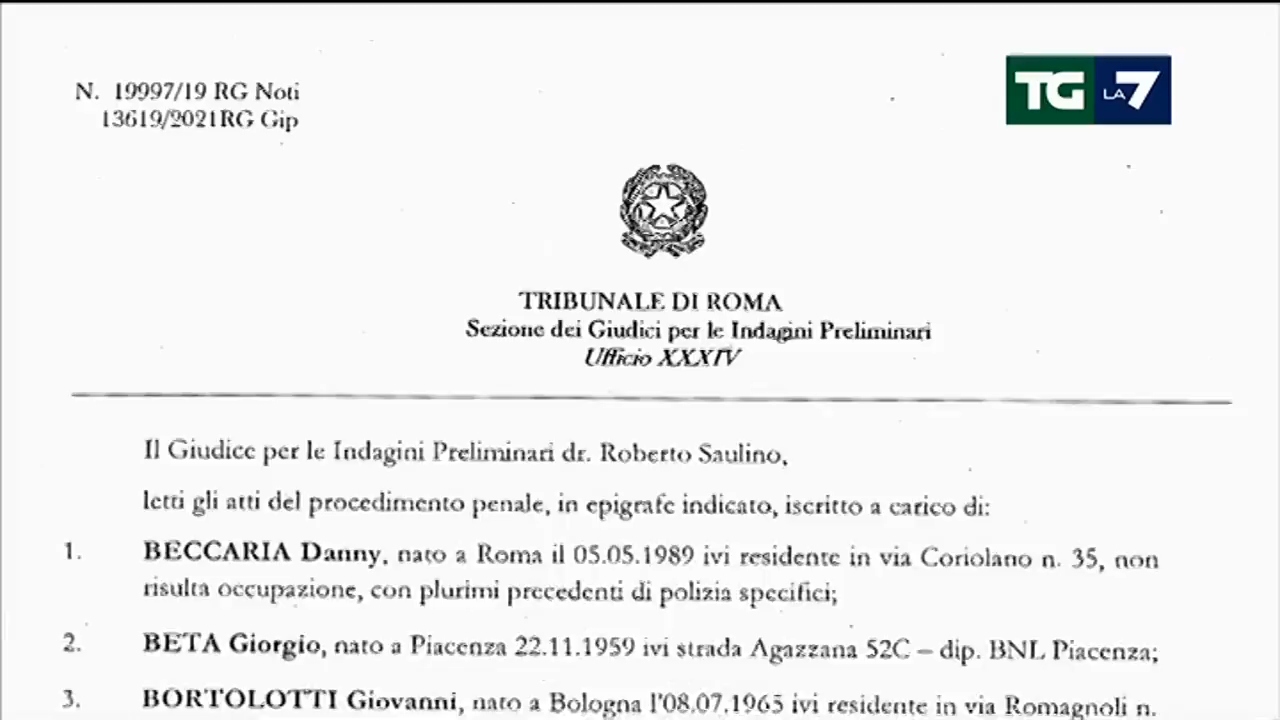 N. 19997/19 RG Noti
13619/2021RG Gip
TG LA7
TRIBUNALE DI ROMA
Sezione dei Giudici per le Indagini Preliminari
Ufficio XXXIV
Il Giudice per le Indagini Preliminari dr. Roberto Saulino,
letti gli atti del procedimento penale, in epigrafe indicato, iscritto a carico di:
1. BECCARIA Danny, nato a Roma il 05.05.1989 ivi residente in via Coriolano n. 35, non
risulta occupazione, con plurimi precedenti di polizia specifici;
2. BETA Giorgio, nato a Piacenza 22.11.1959 ivi strada Agazzana 52C – dip. BNL Piacenza;
3. BORTOLOTTI Giovanni, nato a Bologna l'08.07.1965 ivi residente in via Romagnoli n.